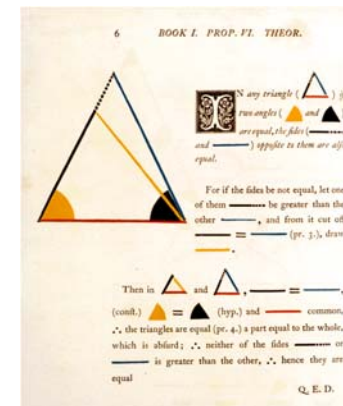 6 BOOK I. PROP. VI. THEOR.
IN any triangle ( ) if
two angles ( and )
are equal, the ſides (
and ) oppoſite to them are alſo
equal.
For if the ſides be not equal, let one
of them be greater than the
other , and from it cut off
= (pr. 3.), draw
.
Then in and , = ,
(conſt.) = (hyp.) and common,
∴ the triangles are equal (pr. 4.) a part equal to the whole,
which is abſurd; ∴ neither of the ſides or
is greater than the other, ∴ hence they are
equal
Q. E. D.